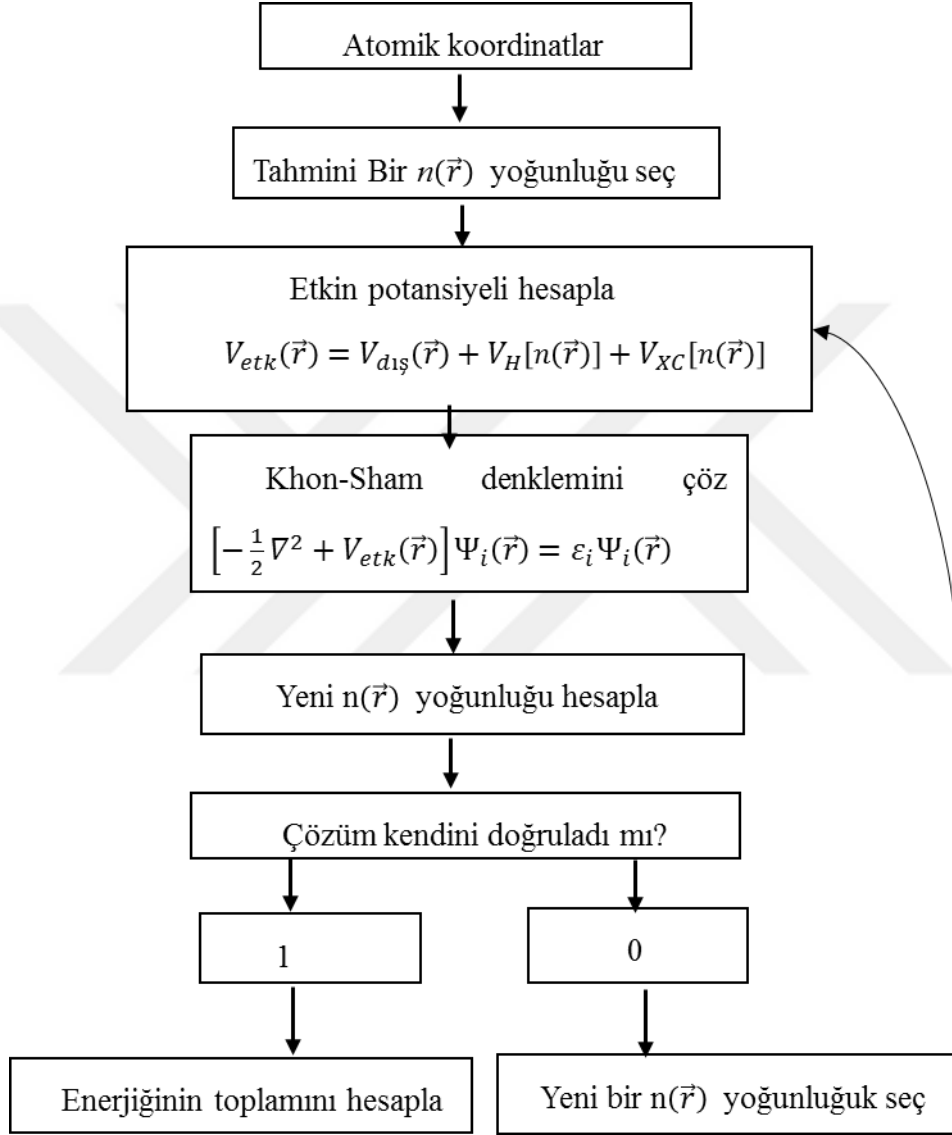 Atomik koordinatlar
Tahmini Bir n(r⃗) yoğunluğu seç
Etkin potansiyeli hesapla
V_etk(r⃗) = V_dış(r⃗) + V_H[n(r⃗)] + V_XC[n(r⃗)]
Khon-Sham denklemini çöz
[−½∇² + V_etk(r⃗)]Ψ_i(r⃗) = ε_iΨ_i(r⃗)
Yeni n(r⃗) yoğunluğu hesapla
Çözüm kendini doğruladı mı?
1
0
Enerjiğinin toplamını hesapla
Yeni bir n(r⃗) yoğunluğuk seç